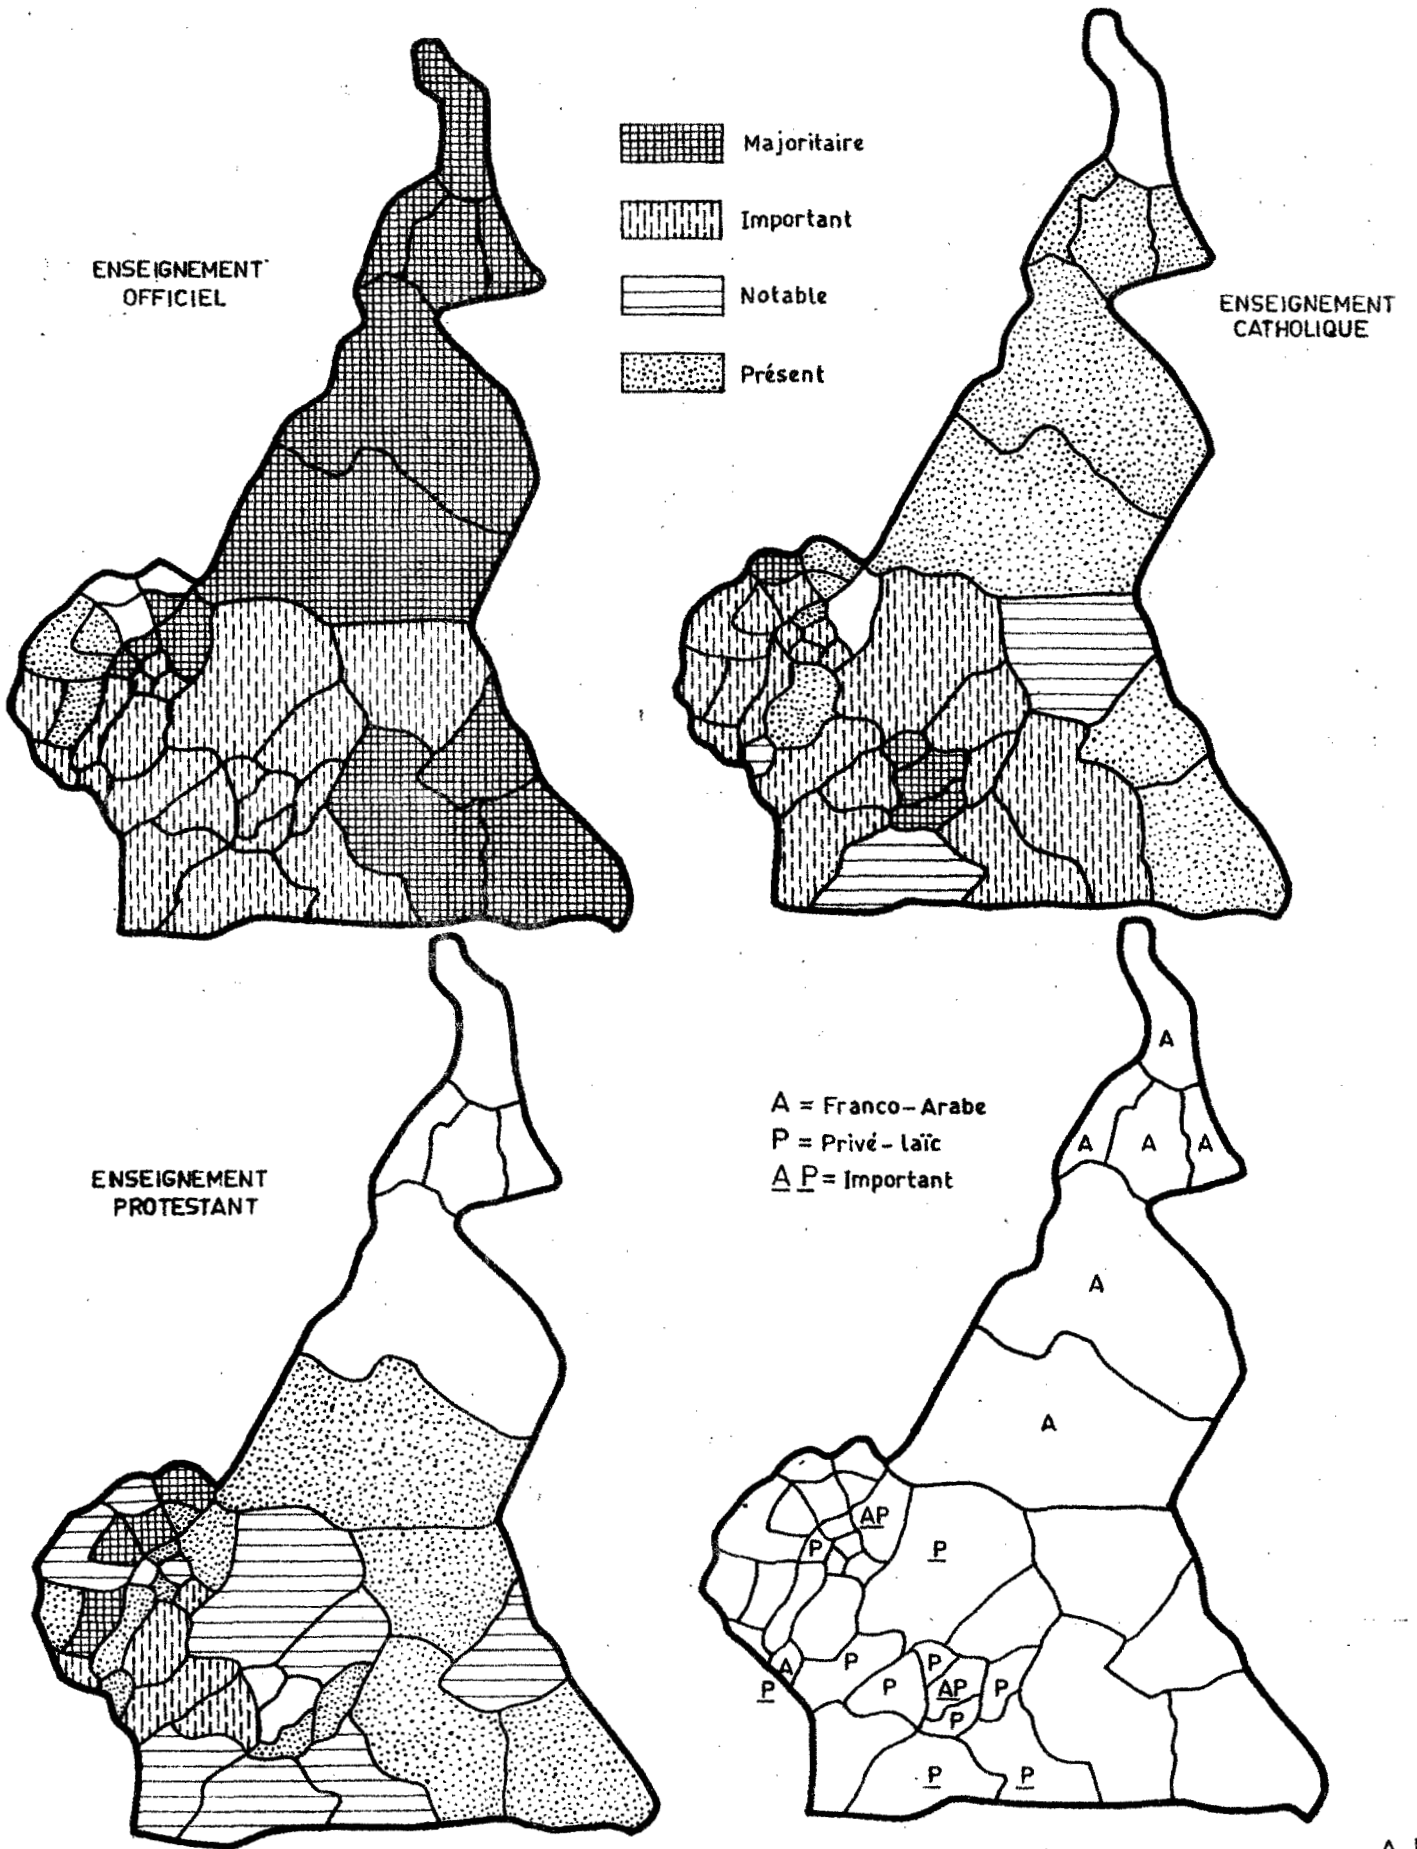 ENSEIGNEMENT
OFFICIEL
Majoritaire
Important
Notable
Présent
ENSEIGNEMENT
CATHOLIQUE
ENSEIGNEMENT
PROTESTANT
A = Franco-Arabe
P = Privé-laïc
A P = Important
A
A
A
A
A
A
AP
P
P
A
P
P
P
P
AP
P
P
P
P